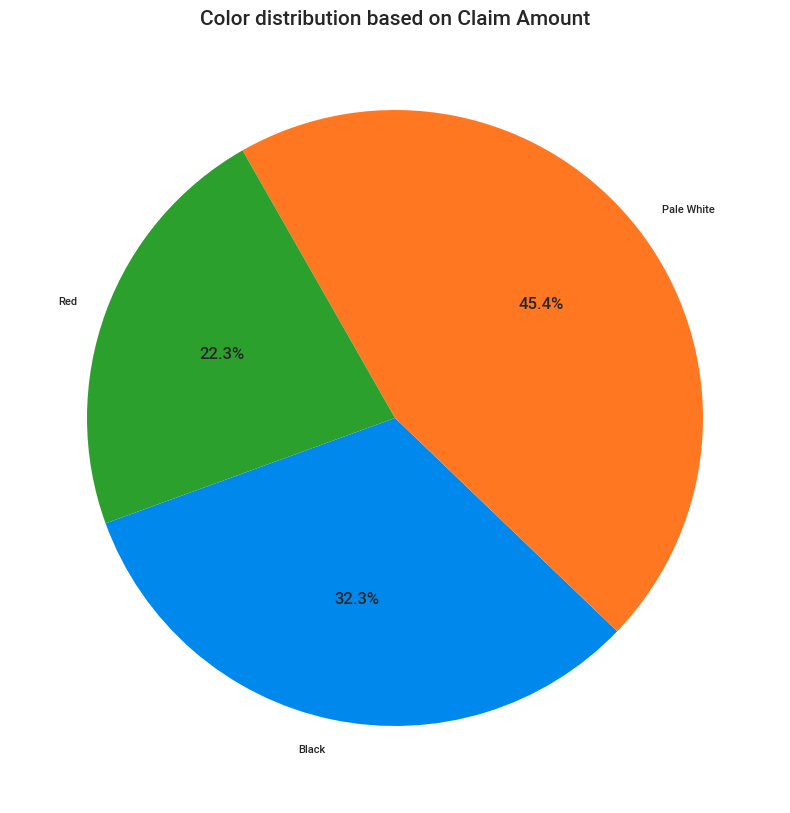 Color distribution based on Claim Amount
Pale White
45.4%
Red
22.3%
32.3%
Black